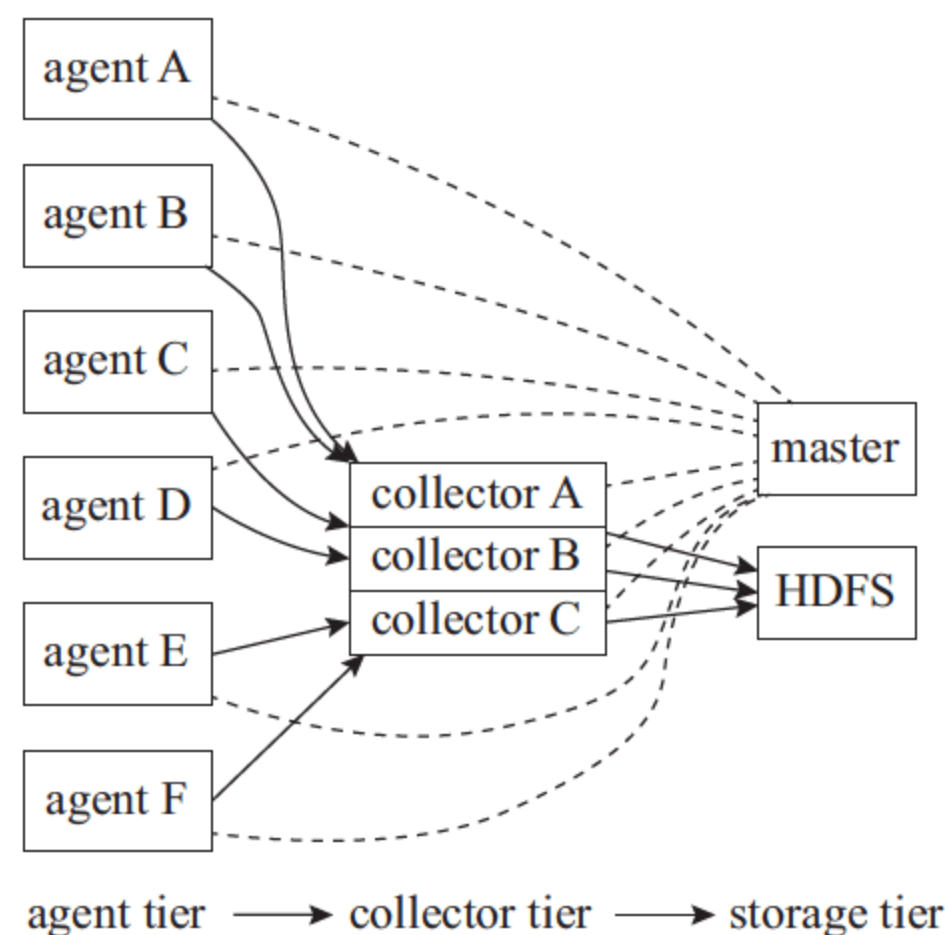 agent A
agent B
agent C
agent D
agent E
agent F
collector A
collector B
collector C
master
HDFS
agent tier collector tier storage tier